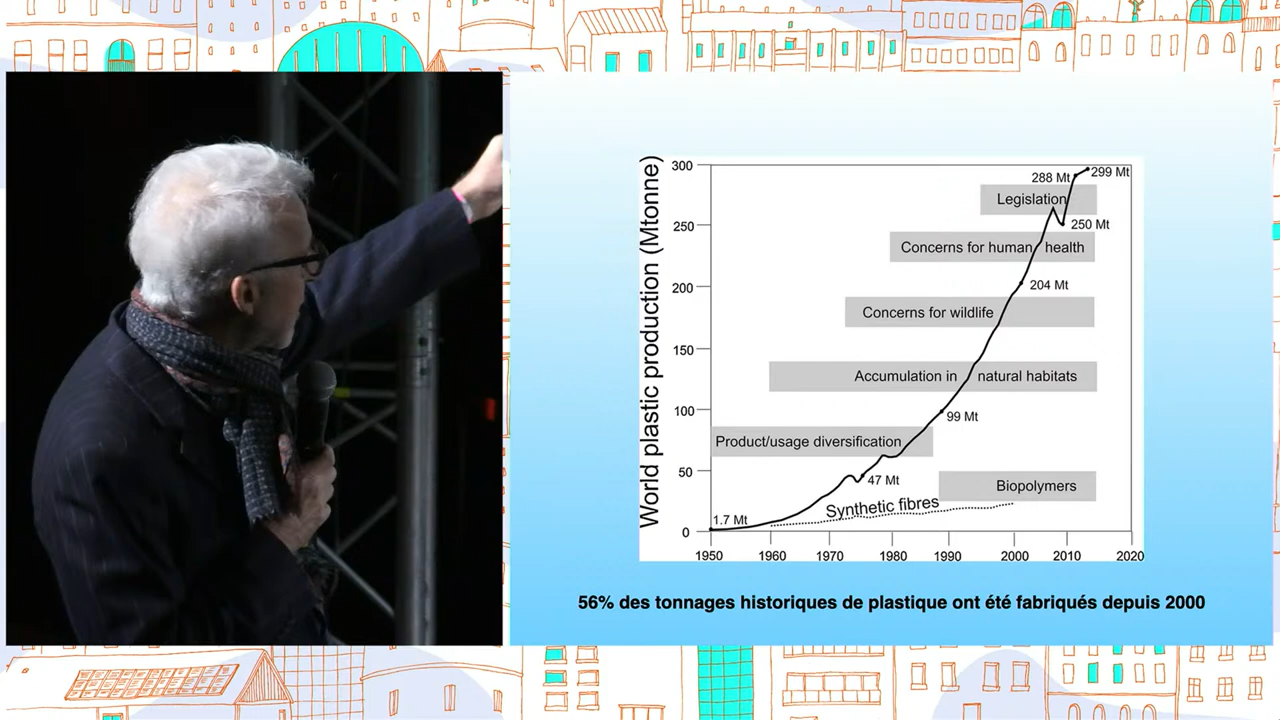 World plastic production (Mtonne)
300
250
200
150
100
50
0
288 Mt
299 Mt
Legislation
250 Mt
Concerns for human health
204 Mt
Concerns for wildlife
Accumulation in natural habitats
99 Mt
Product/usage diversification
47 Mt
Biopolymers
Synthetic fibres
1.7 Mt
1950 1960 1970 1980 1990 2000 2010 2020
56% des tonnages historiques de plastique ont été fabriqués depuis 2000